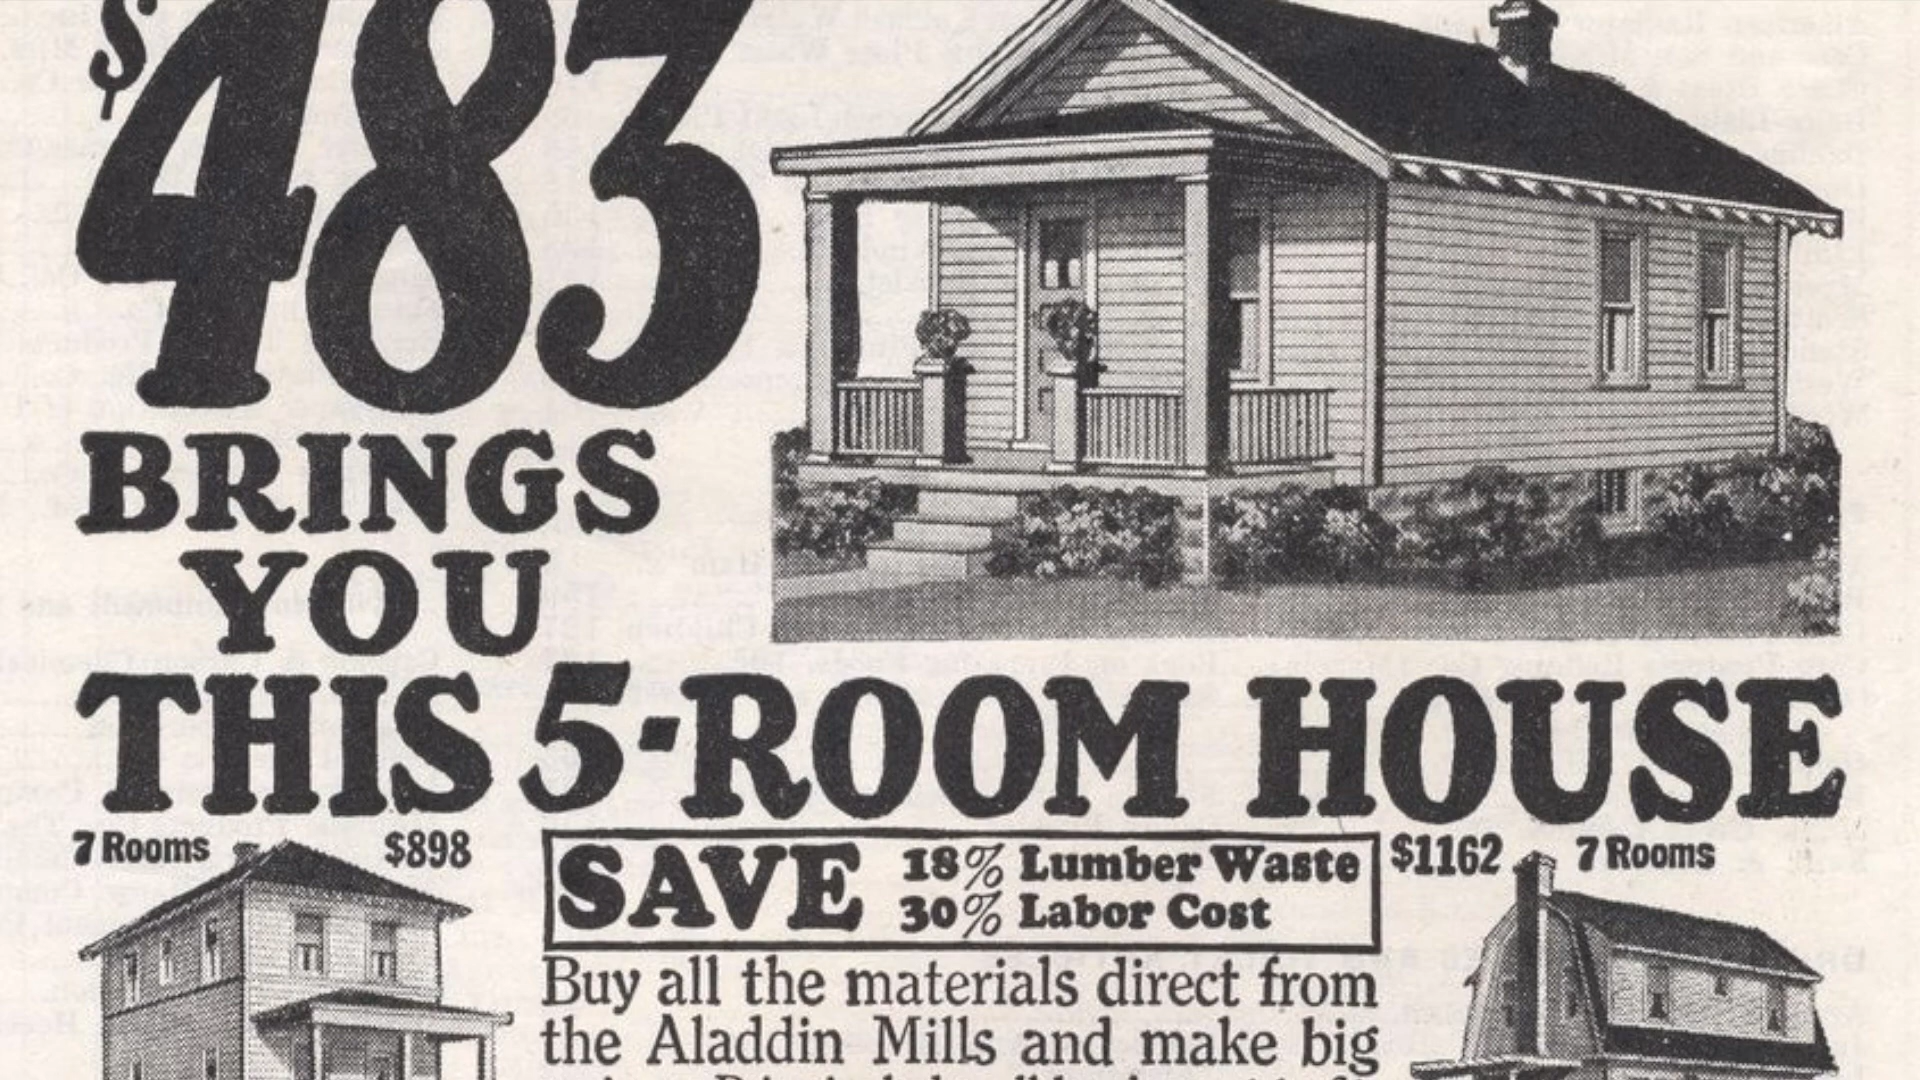 $483
BRINGS
YOU
THIS 5-ROOM HOUSE
7 Rooms $898
SAVE 18% Lumber Waste
30% Labor Cost
$1162 7 Rooms
Buy all the materials direct from
the Aladdin Mills and make big